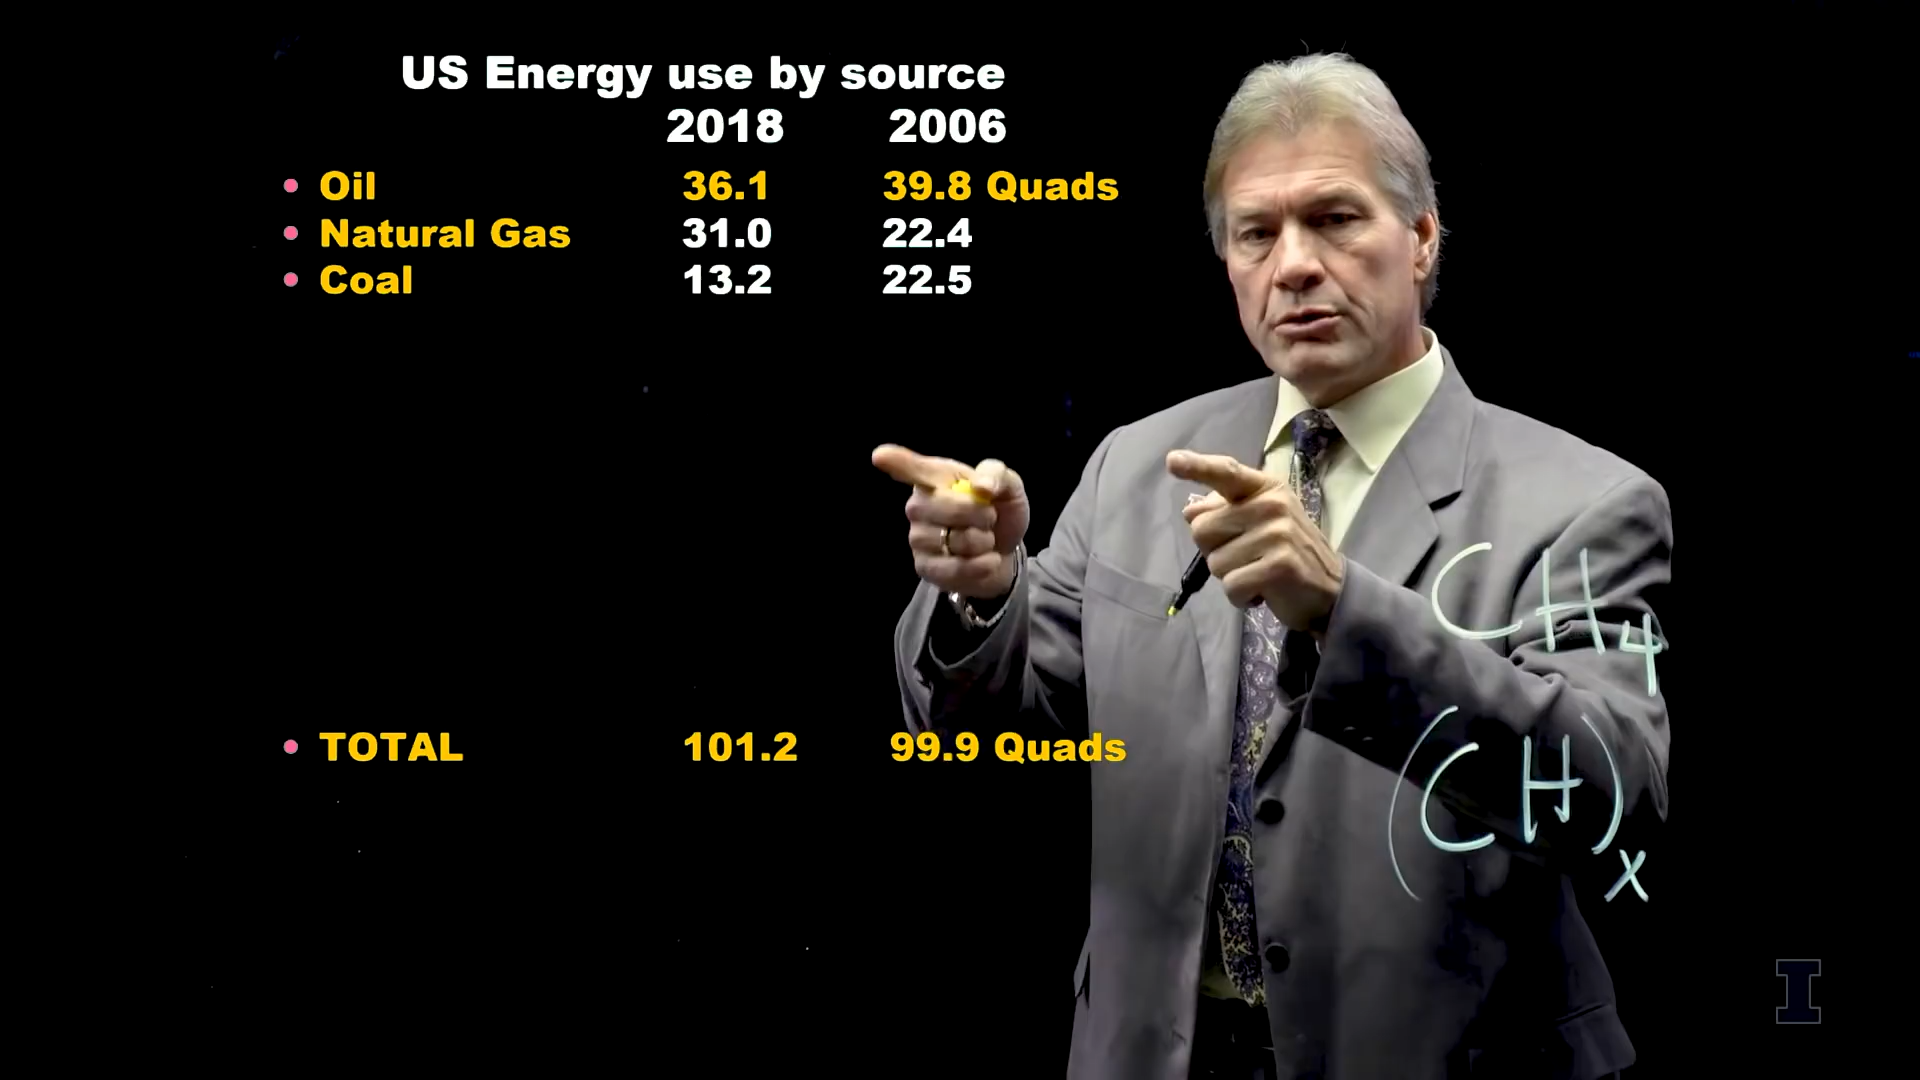 US Energy use by source
2018 2006
• Oil 36.1 39.8 Quads
• Natural Gas 31.0 22.4
• Coal 13.2 22.5
CH4
• TOTAL 101.2 99.9 Quads
(CH)x
I